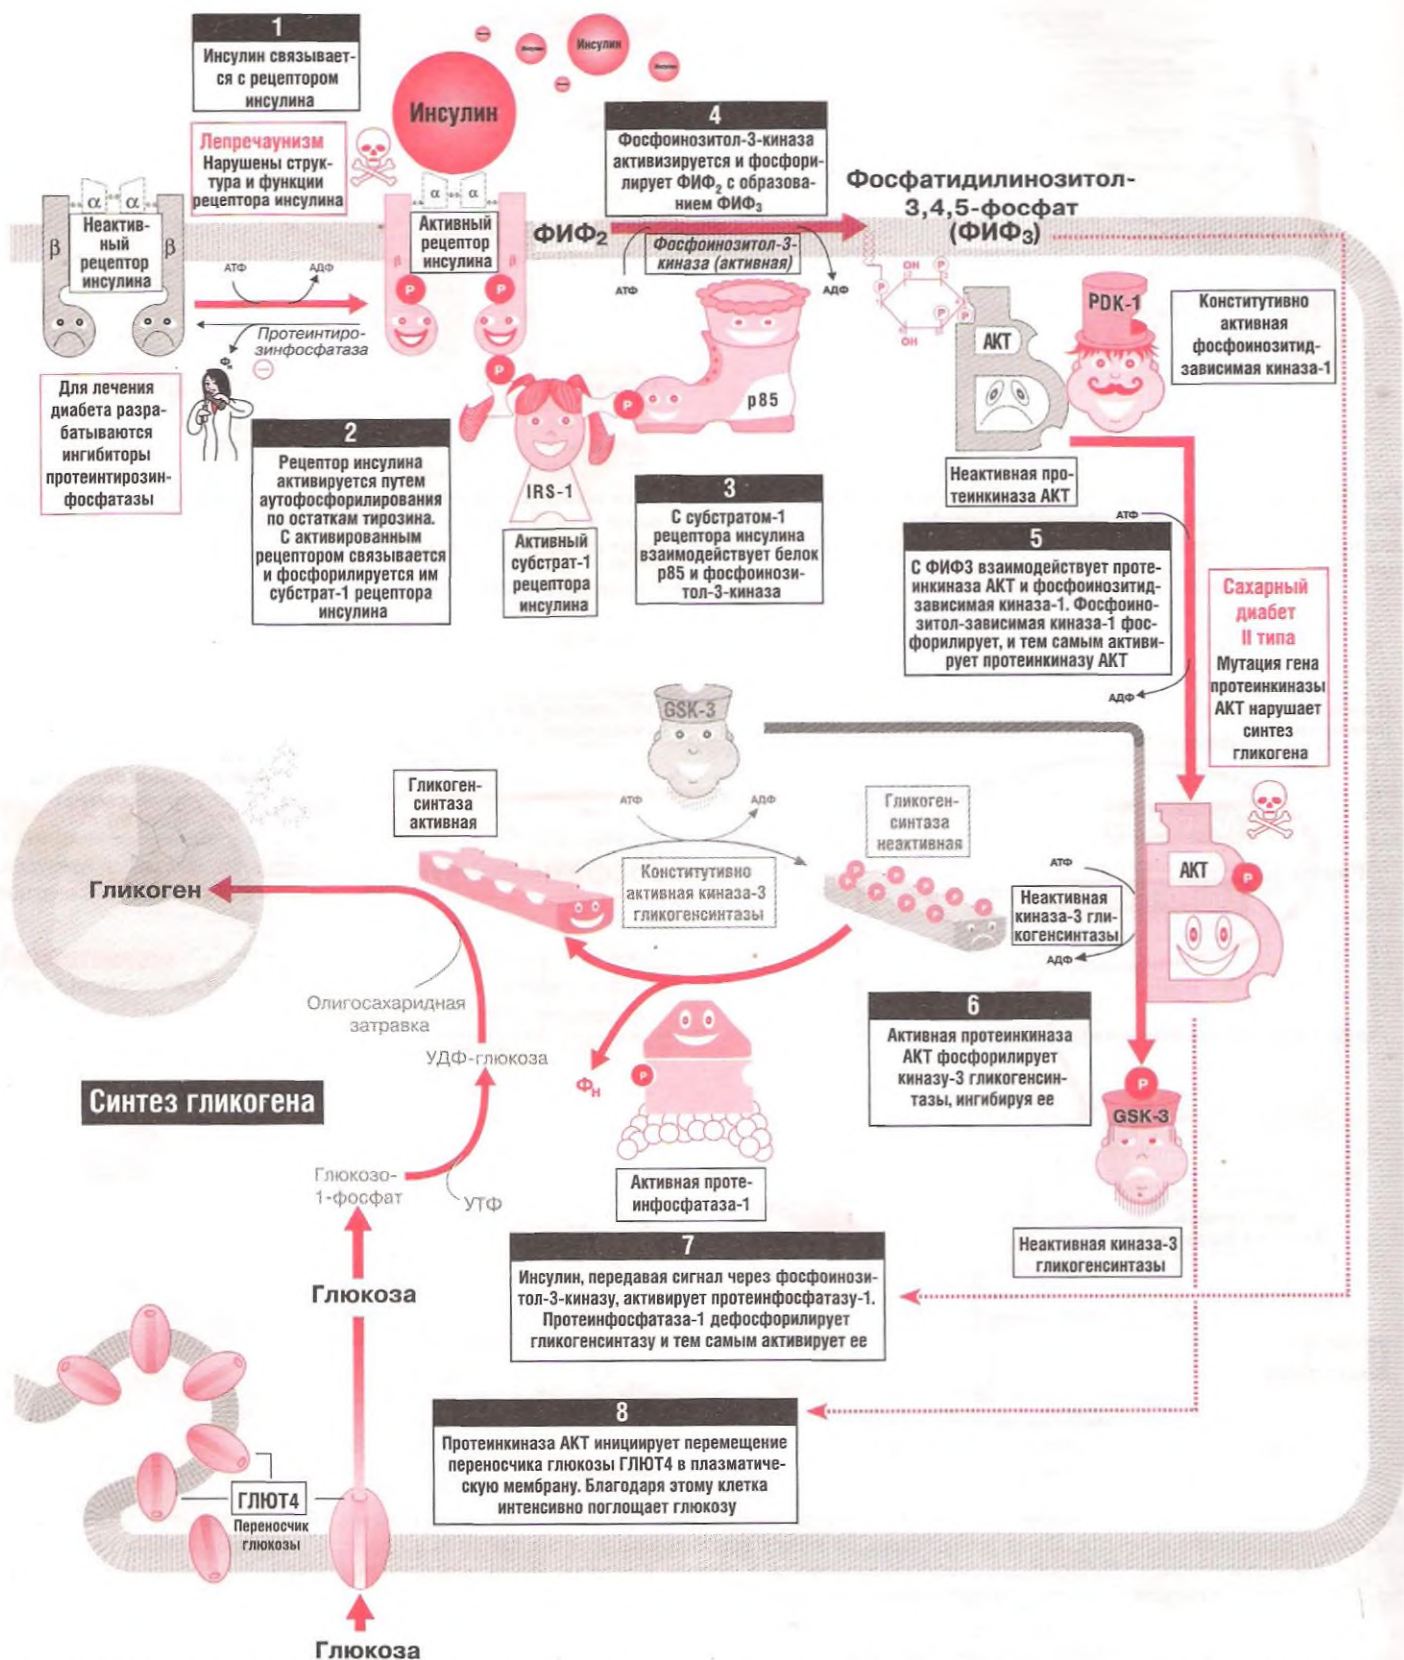 1
Инсулин связывает-
ся с рецептором
инсулина
Лепречаунизм
Нарушены струк-
тура и функции
рецептора инсулина
Инсулин
Инсулин
4
Фосфоинозитол-3-киназа
активизируется и фосфори-
лирует ФИФ2 с образова-
нием ФИФ3
Фосфатидилинозитол-
3,4,5-фосфат
(ФИФ3)
α α
β
Неактив-
ный
рецептор
инсулина
β
α α
Активный
рецептор
инсулина
β β
P P
АТФ
АДФ
Протеинтиро-
зинфосфатаза
Фн
ФИФ2
Фосфоинозитол-3-
киназа (активная)
АТФ
АДФ
OH P
P
P
OH
АКТ
PDK-1
Конститутивно
активная
фосфоинозитид-
зависимая киназа-1
Для лечения
диабета разра-
батываются
ингибиторы
протеинтирозин-
фосфатазы
2
Рецептор инсулина
активируется путем
аутофосфорилирования
по остаткам тирозина.
С активированным
рецептором связывается
и фосфорилируется им
субстрат-1 рецептора
инсулина
P
P
IRS-1
p85
Активный
субстрат-1
рецептора
инсулина
3
С субстратом-1
рецептора инсулина
взаимодействует белок
p85 и фосфоинози-
тол-3-киназа
Неактивная про-
теинкиназа АКТ
АТФ
5
С ФИФ3 взаимодействует проте-
инкиназа АКТ и фосфоинозитид-
зависимая киназа-1. Фосфоино-
зитол-зависимая киназа-1 фос-
форилирует, и тем самым активи-
рует протеинкиназу АКТ
АДФ
Сахарный
диабет
II типа
Мутация гена
протеинкиназы
АКТ нарушает
синтез
гликогена
GSK-3
Гликоген-
синтаза
активная
АТФ
АДФ
Гликоген-
синтаза
неактивная
Конститутивно
активная киназа-3
гликогенсинтазы
Гликоген
АТФ
Неактивная
киназа-3 гли-
когенсинтазы
АДФ
АКТ
P
Олигосахаридная
затравка
УДФ-глюкоза
Фн
P
6
Активная протеинкиназа
АКТ фосфорилирует
киназу-3 гликогенсин-
тазы, ингибируя ее
P
GSK-3
Синтез гликогена
Глюкозо-
1-фосфат
УТФ
Активная проте-
инфосфатаза-1
Неактивная киназа-3
гликогенсинтазы
7
Инсулин, передавая сигнал через фосфоинози-
тол-3-киназу, активирует протеинфосфатазу-1.
Протеинфосфатаза-1 дефосфорилирует
гликогенсинтазу и тем самым активирует ее
Глюкоза
8
Протеинкиназа АКТ инициирует перемещение
переносчика глюкозы ГЛЮТ4 в плазматиче-
скую мембрану. Благодаря этому клетка
интенсивно поглощает глюкозу
ГЛЮТ4
Переносчик
глюкозы
Глюкоза